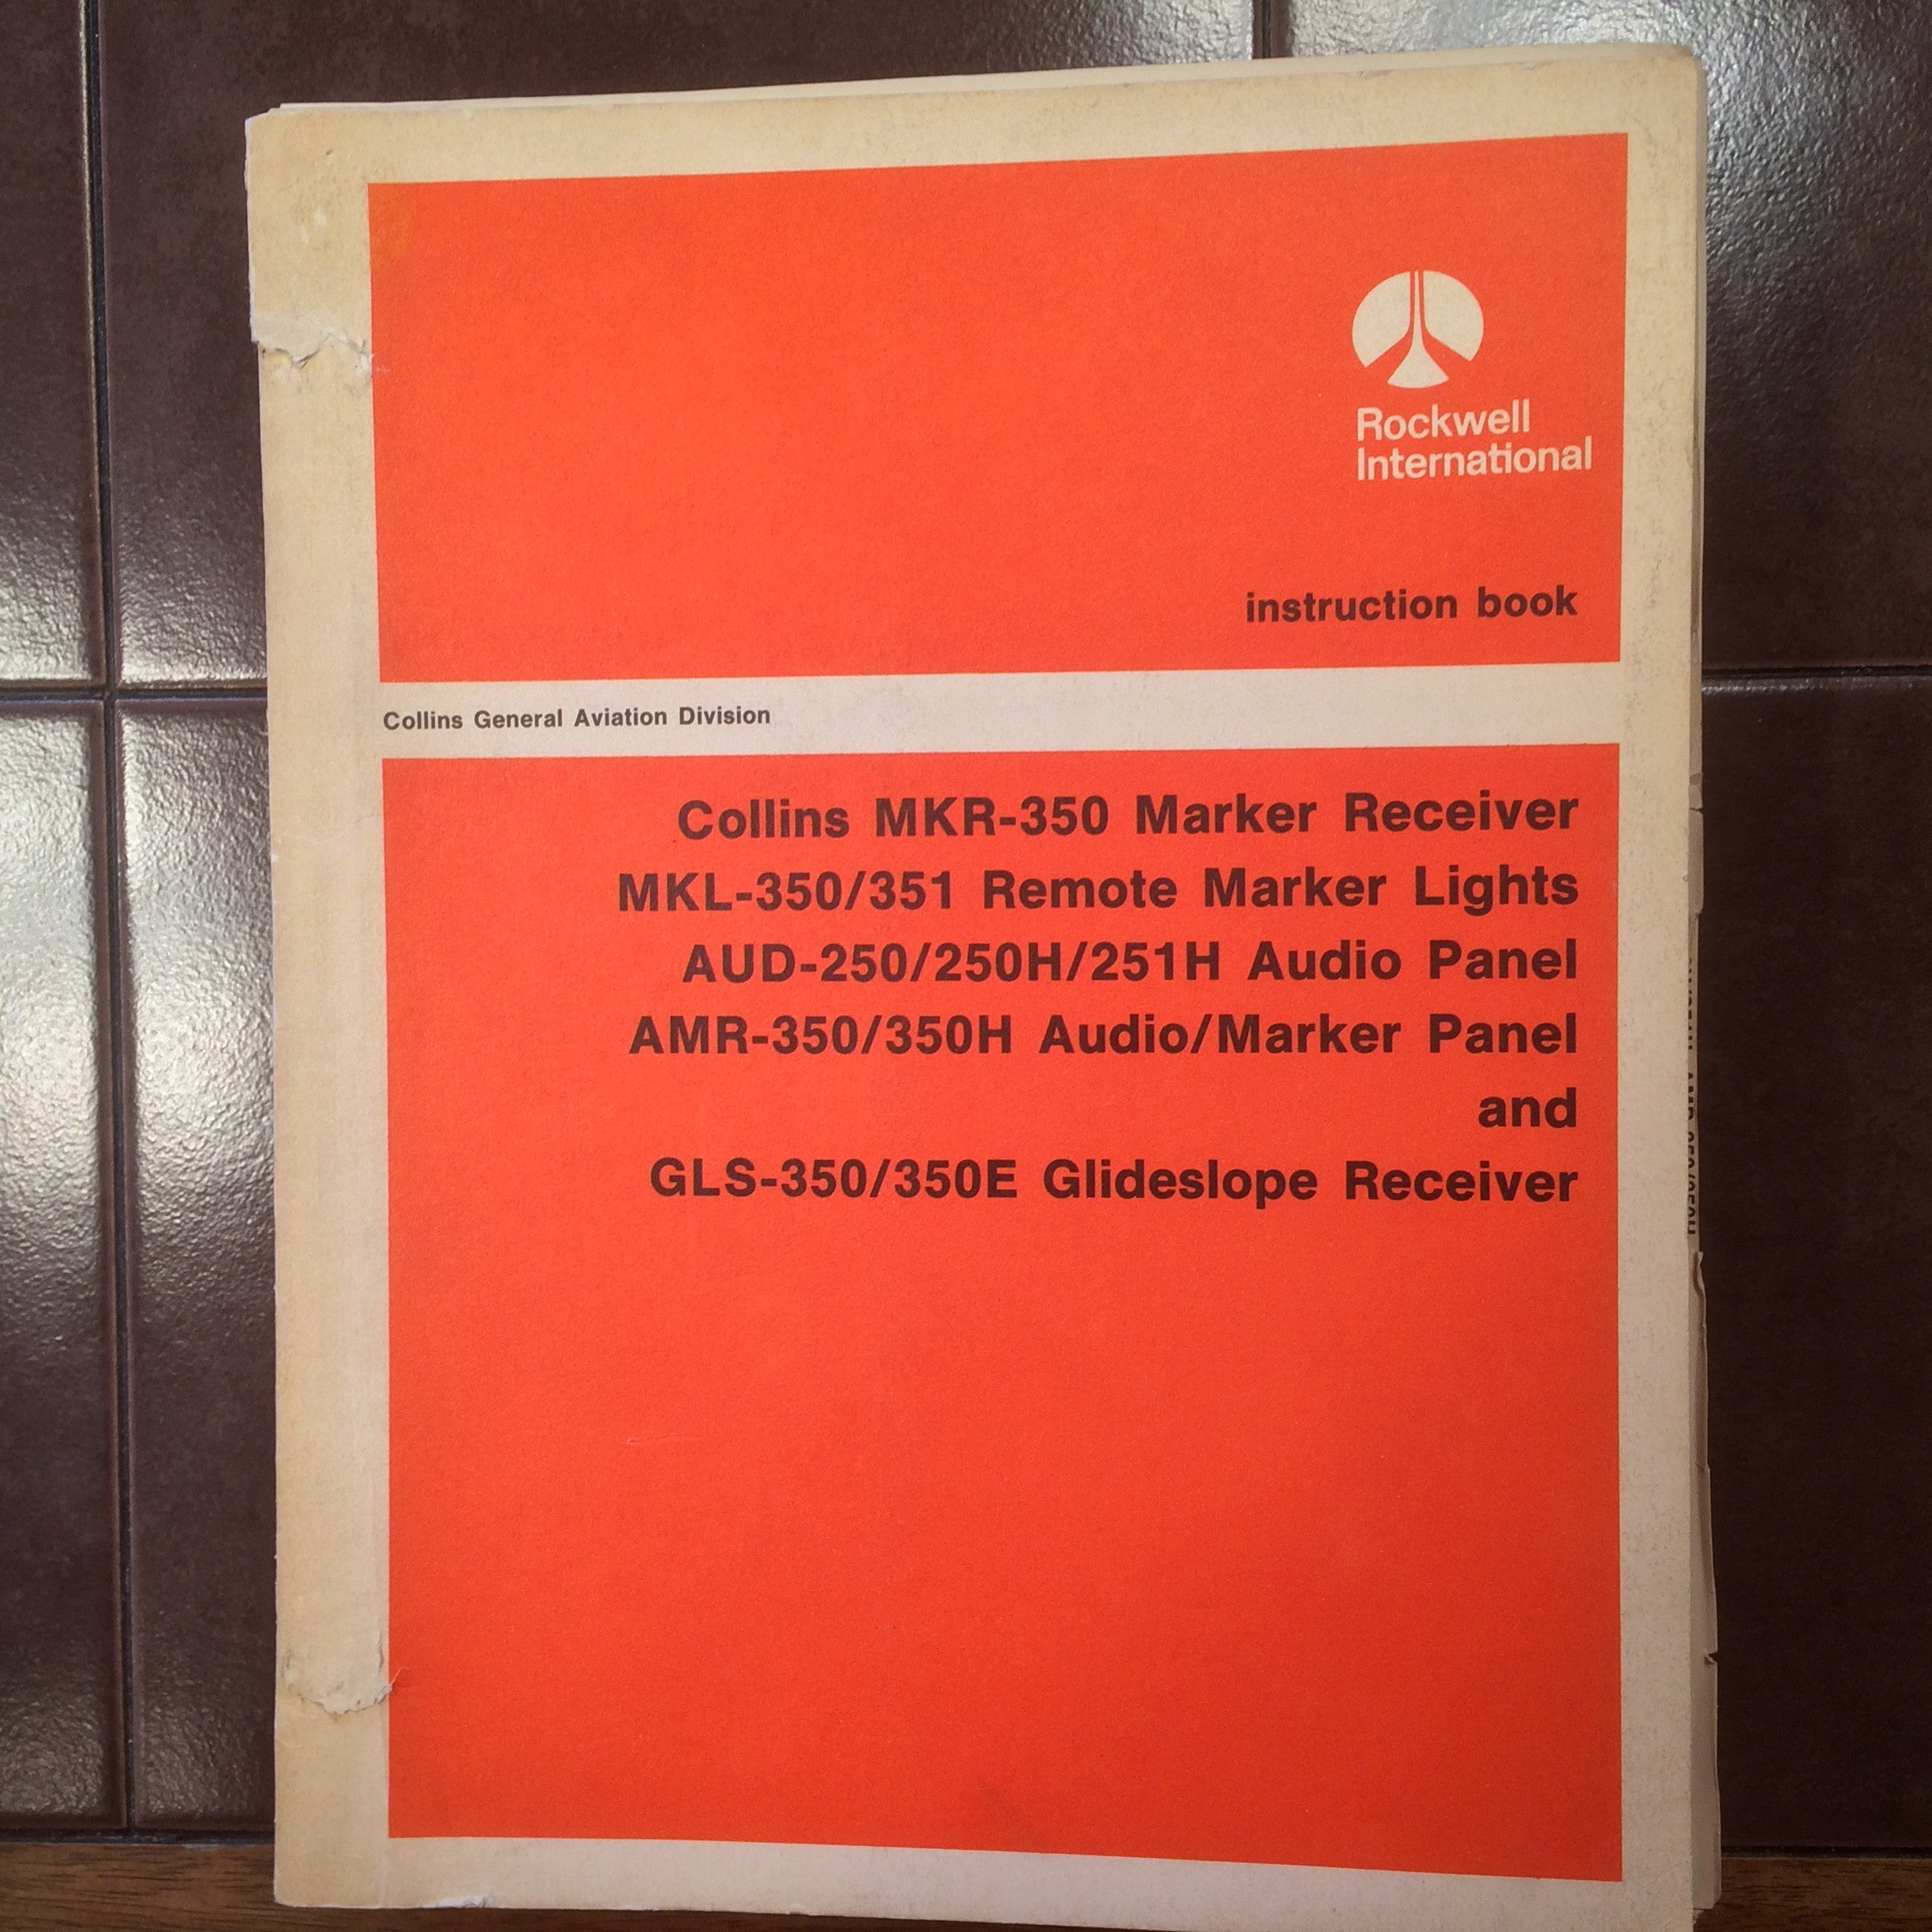 Rockwell
International
instruction book
Collins General Aviation Division
Collins MKR-350 Marker Receiver
MKL-350/351 Remote Marker Lights
AUD-250/250H/251H Audio Panel
AMR-350/350H Audio/Marker Panel
and
GLS-350/350E Glideslope Receiver